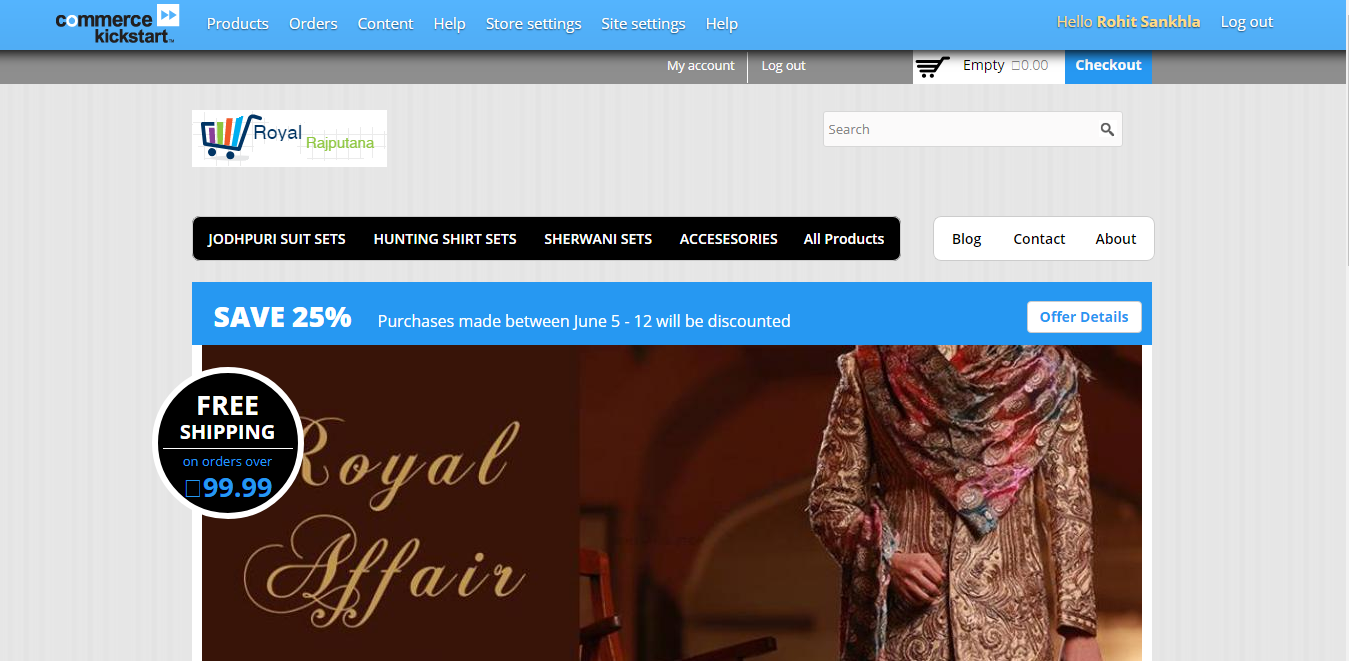 commerce kickstart™
Products Orders Content Help Store settings Site settings Help
Hello Rohit Sankhla Log out
My account Log out
Empty □0.00 Checkout
Royal Rajputana
Search
JODHPURI SUIT SETS HUNTING SHIRT SETS SHERWANI SETS ACCESESORIES All Products
Blog Contact About
SAVE 25% Purchases made between June 5 - 12 will be discounted Offer Details
FREE
SHIPPING
on orders over
□99.99
Royal
Affair